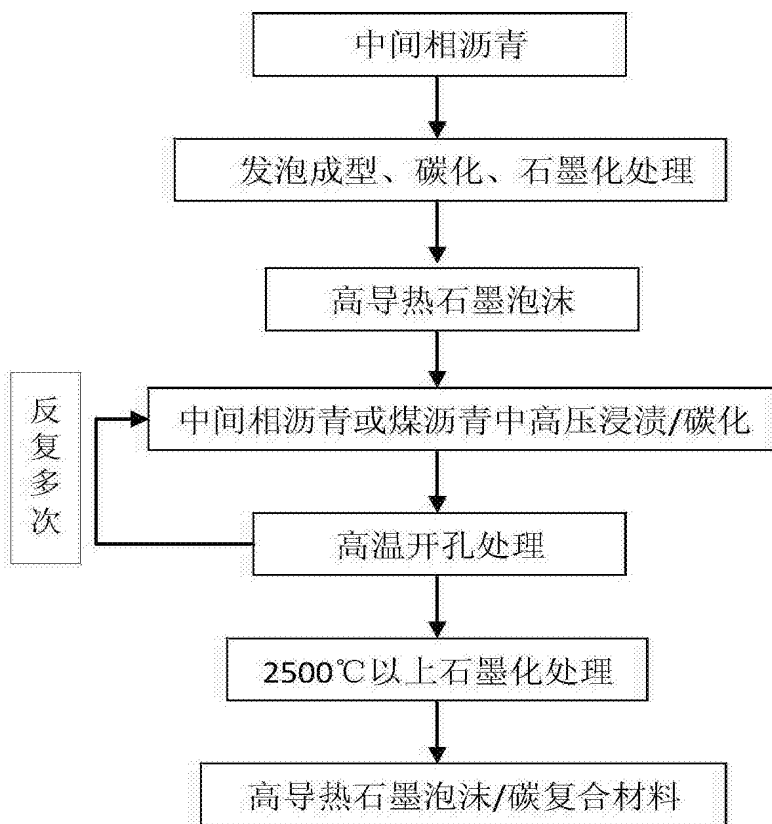 中间相沥青
发泡成型、碳化、石墨化处理
高导热石墨泡沫
反复多次
中间相沥青或煤沥青中高压浸渍/碳化
高温开孔处理
2500℃以上石墨化处理
高导热石墨泡沫/碳复合材料